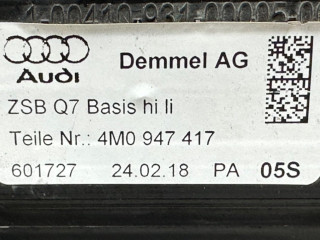 Audi Demmel AG
ZSB Q7 Basis hi li
Teile Nr.: 4M0 947 417
601727 24.02.18 PA 05S